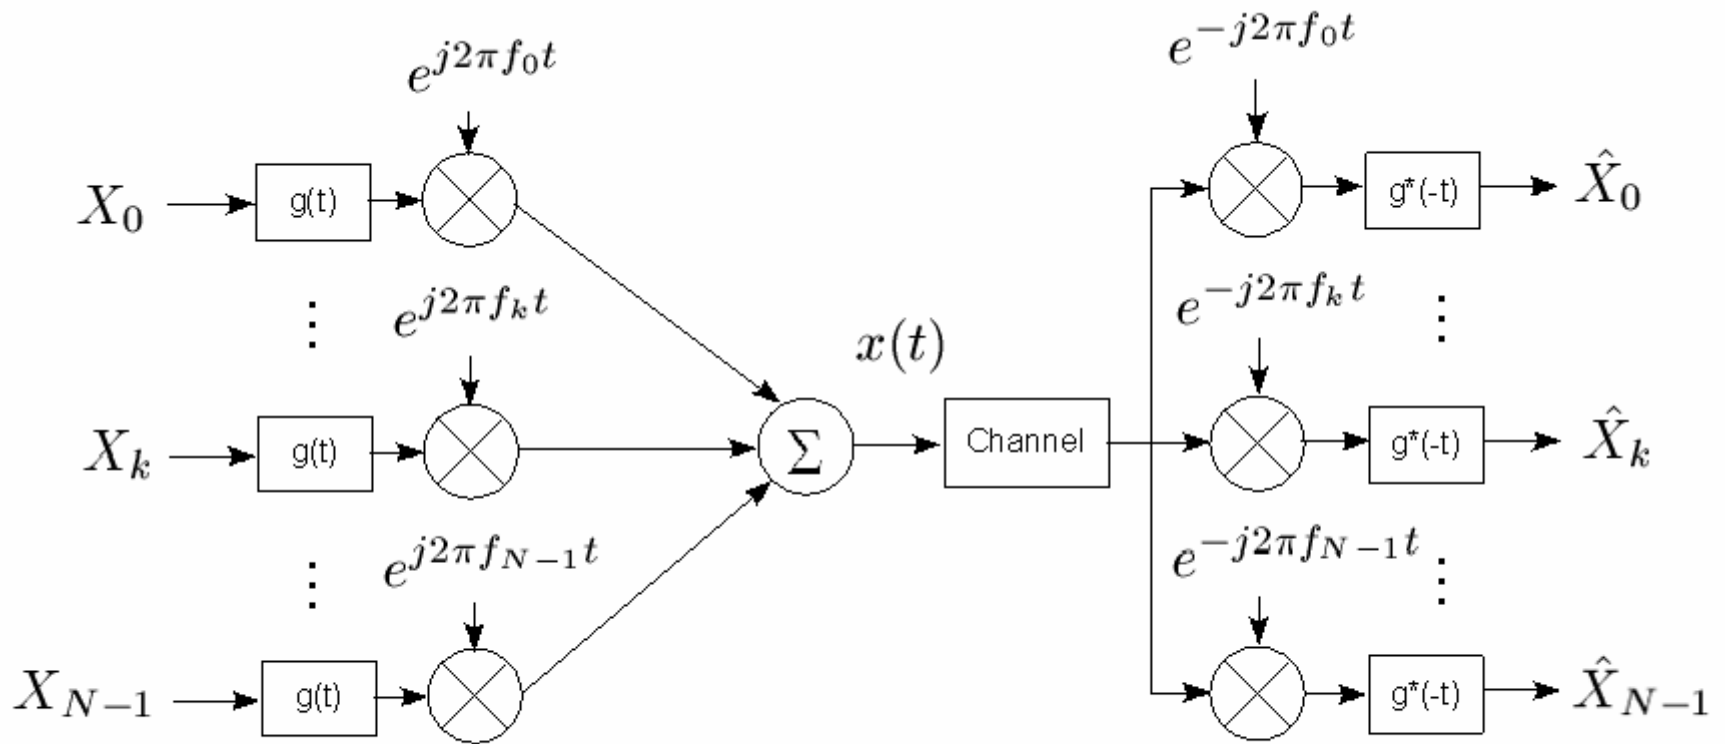 e^{j2πf_0t}
e^{-j2πf_0t}
X_0
g(t)
g*(-t)
X̂_0
⋮
e^{j2πf_kt}
e^{-j2πf_kt}
⋮
x(t)
X_k
g(t)
Σ
Channel
g*(-t)
X̂_k
⋮
e^{j2πf_{N-1}t}
e^{-j2πf_{N-1}t}
⋮
X_{N-1}
g(t)
g*(-t)
X̂_{N-1}